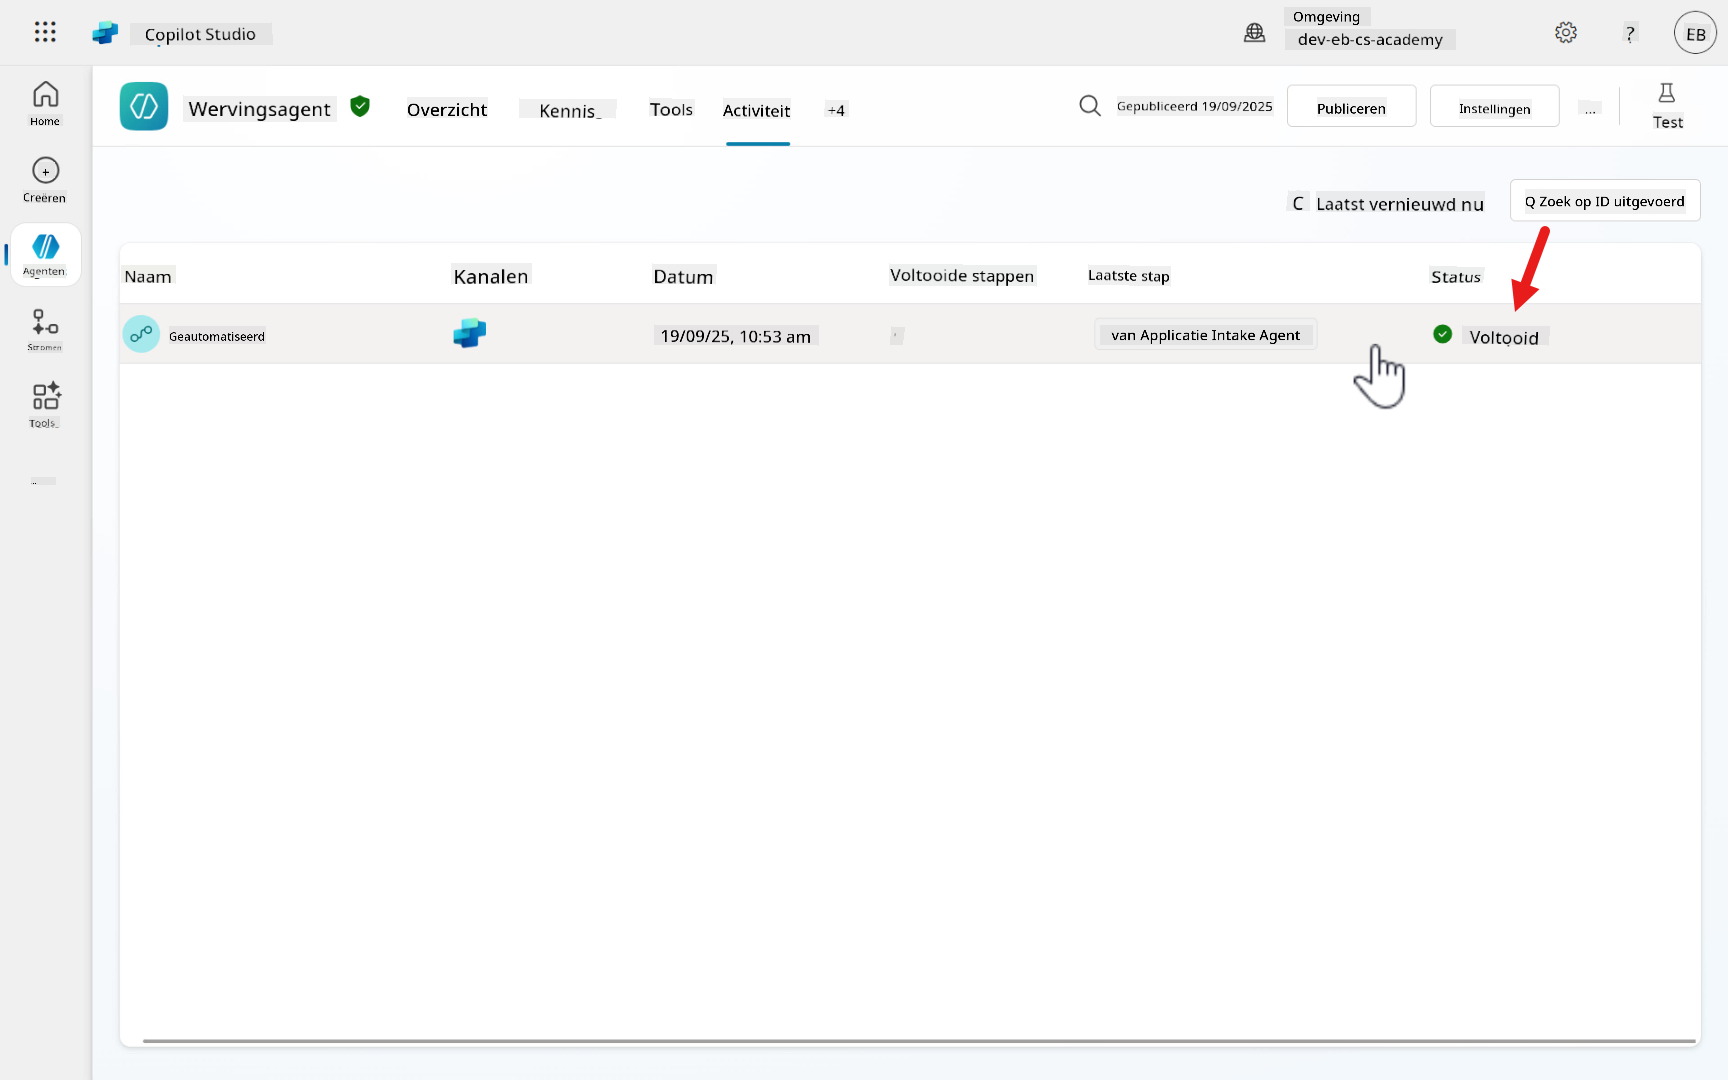 Copilot Studio
Omgeving
dev-eb-cs-academy
?
EB
Home
Creëren
Agenten
Stromen
Tools
Wervingsagent
Overzicht
Kennis
Tools
Activiteit
+4
Gepubliceerd 19/09/2025
Publiceren
Instellingen
...
Test
C Laatst vernieuwd nu
Q Zoek op ID uitgevoerd
Naam Kanalen Datum Voltooide stappen Laatste stap Status
Geautomatiseerd 19/09/25, 10:53 am van Applicatie Intake Agent Voltooid